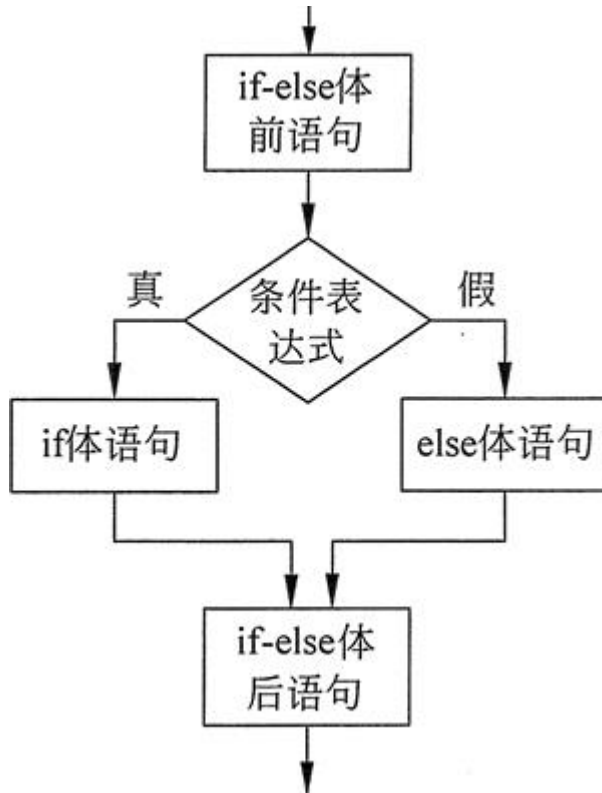 if-else体
前语句
真
条件表
达式
假
if体语句
else体语句
if-else体
后语句